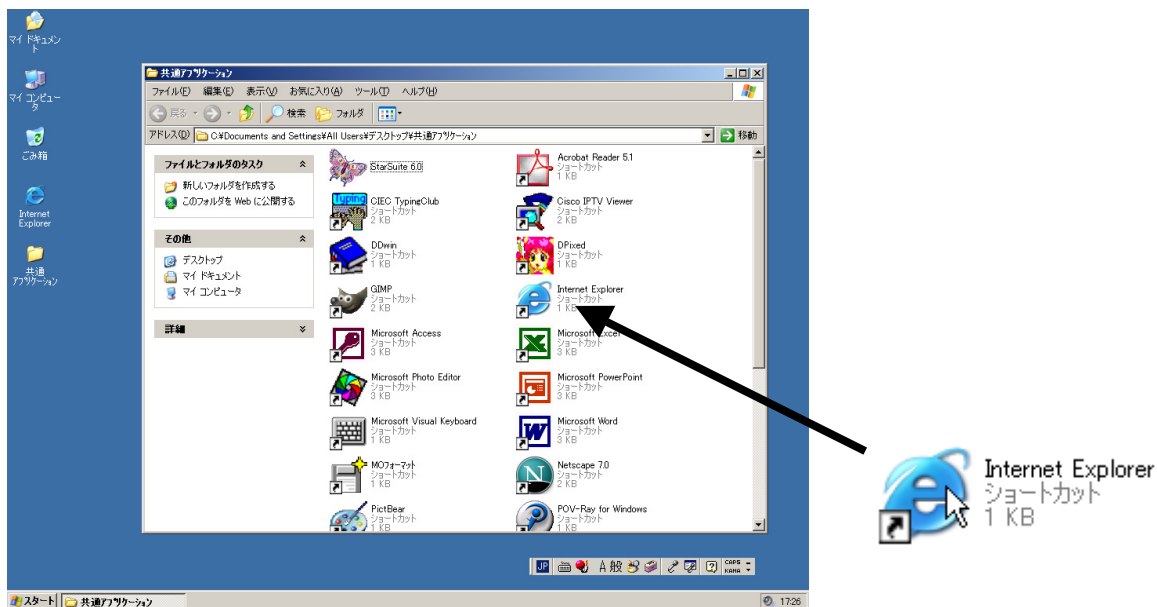 マイ ドキュメン
ト
マイ コンピュー
タ
ごみ箱
Internet
Explorer
共通
アプリケーション
共通アプリケーション
ファイル(F) 編集(E) 表示(V) お気に入り(A) ツール(T) ヘルプ(H)
戻る 検索 フォルダ
アドレス(D) C:¥Documents and Settings¥All Users¥デスクトップ¥共通アプリケーション 移動
ファイルとフォルダのタスク
新しいフォルダを作成する
このフォルダを Web に公開する
その他
デスクトップ
マイ ドキュメント
マイ コンピュータ
詳細
StarSuite 6.0
Acrobat Reader 5.1
ショートカット
1 KB
Typing
CIEC TypingClub
ショートカット
2 KB
Cisco IPTV Viewer
ショートカット
2 KB
DDwin
ショートカット
1 KB
DPixed
ショートカット
1 KB
GIMP
ショートカット
2 KB
Internet Explorer
ショートカット
1 KB
Microsoft Access
ショートカット
3 KB
Microsoft Excel
ショートカット
3 KB
Microsoft Photo Editor
ショートカット
3 KB
Microsoft PowerPoint
ショートカット
3 KB
Microsoft Visual Keyboard
ショートカット
1 KB
Microsoft Word
ショートカット
3 KB
MOフォーマット
ショートカット
1 KB
Netscape 7.0
ショートカット
2 KB
PictBear
ショートカット
1 KB
POV-Ray for Windows
ショートカット
1 KB
JP A 般 CAPS
KANA
スタート 共通アプリケーション 17:26
Internet Explorer
ショートカット
1 KB